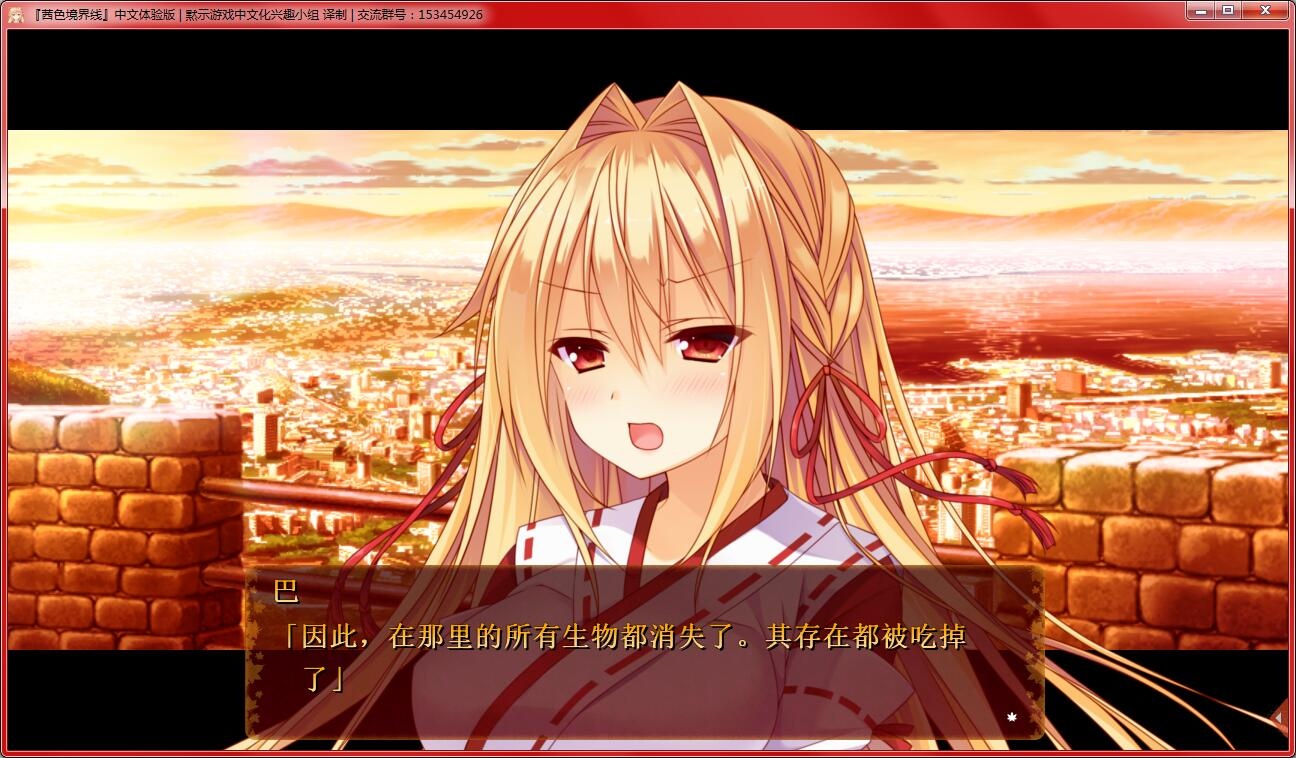 『茜色境界线』中文体验版 | 默示游戏中文化兴趣小组 译制 | 交流群号：153454926
巴
「因此，在那里的所有生物都消失了。其存在都被吃掉
了」